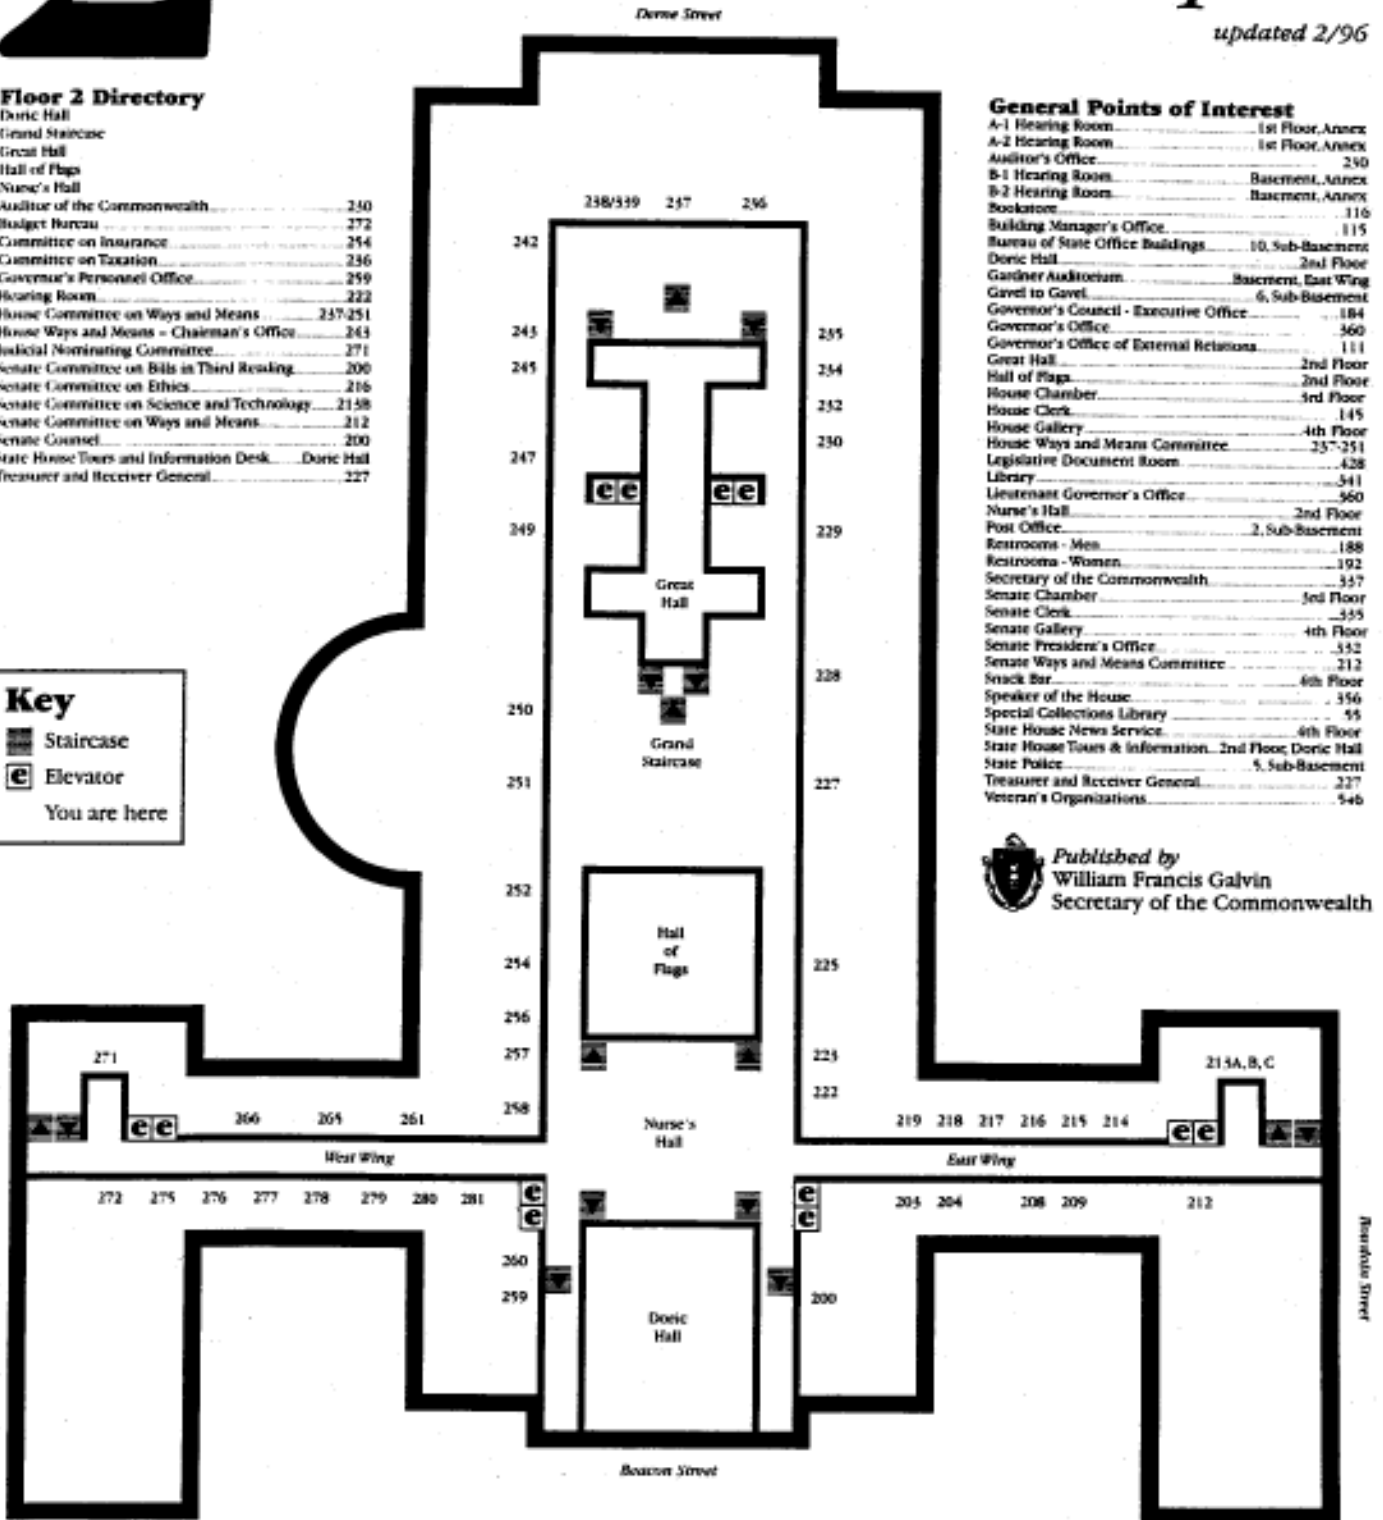 Derne Street
updated 2/96
Floor 2 Directory
Doric Hall
Grand Staircase
Great Hall
Hall of Flags
Nurse's Hall
Auditor of the Commonwealth 230
Budget Bureau 272
Committee on Insurance 254
Committee on Taxation 236
Governor's Personnel Office 259
Hearing Room 222
House Committee on Ways and Means 237-251
House Ways and Means – Chairman's Office 243
Judicial Nominating Committee 271
Senate Committee on Bills in Third Reading 200
Senate Committee on Ethics 216
Senate Committee on Science and Technology 213B
Senate Committee on Ways and Means 212
Senate Counsel 200
State House Tours and Information Desk Doric Hall
Treasurer and Receiver General 227
General Points of Interest
A-1 Hearing Room 1st Floor, Annex
A-2 Hearing Room 1st Floor, Annex
Auditor's Office 230
B-1 Hearing Room Basement, Annex
B-2 Hearing Room Basement, Annex
Bookstore 116
Building Manager's Office 115
Bureau of State Office Buildings 10, Sub-Basement
Doric Hall 2nd Floor
Gardner Auditorium Basement, East Wing
Gavel to Gavel 6, Sub-Basement
Governor's Council - Executive Office 184
Governor's Office 360
Governor's Office of External Relations 111
Great Hall 2nd Floor
Hall of Flags 2nd Floor
House Chamber 3rd Floor
House Clerk 145
House Gallery 4th Floor
House Ways and Means Committee 237-251
Legislative Document Room 428
Library 341
Lieutenant Governor's Office 360
Nurse's Hall 2nd Floor
Post Office 2, Sub-Basement
Restrooms - Men 188
Restrooms - Women 192
Secretary of the Commonwealth 337
Senate Chamber 3rd Floor
Senate Clerk 335
Senate Gallery 4th Floor
Senate President's Office 332
Senate Ways and Means Committee 212
Snack Bar 4th Floor
Speaker of the House 356
Special Collections Library 55
State House News Service 4th Floor
State House Tours & Information 2nd Floor, Doric Hall
State Police 5, Sub-Basement
Treasurer and Receiver General 227
Veteran's Organizations 546
Published by
William Francis Galvin
Secretary of the Commonwealth
Key
Staircase
e Elevator
You are here
238/339 237 236
242
243 235
245 234
232
230
247
e e e e
249 229
Great
Hall
228
250
Grand
Staircase
251 227
252
Hall
of
Flags
254 225
256
257 223
271 213A, B, C
222
258
266 265 261
219 218 217 216 215 214
e e e e
Nurse's
Hall
West Wing East Wing
272 275 276 277 278 279 280 281
e e
e e
203 204 208 209 212
260
259 200
Doric
Hall
Bowdoin Street
Beacon Street